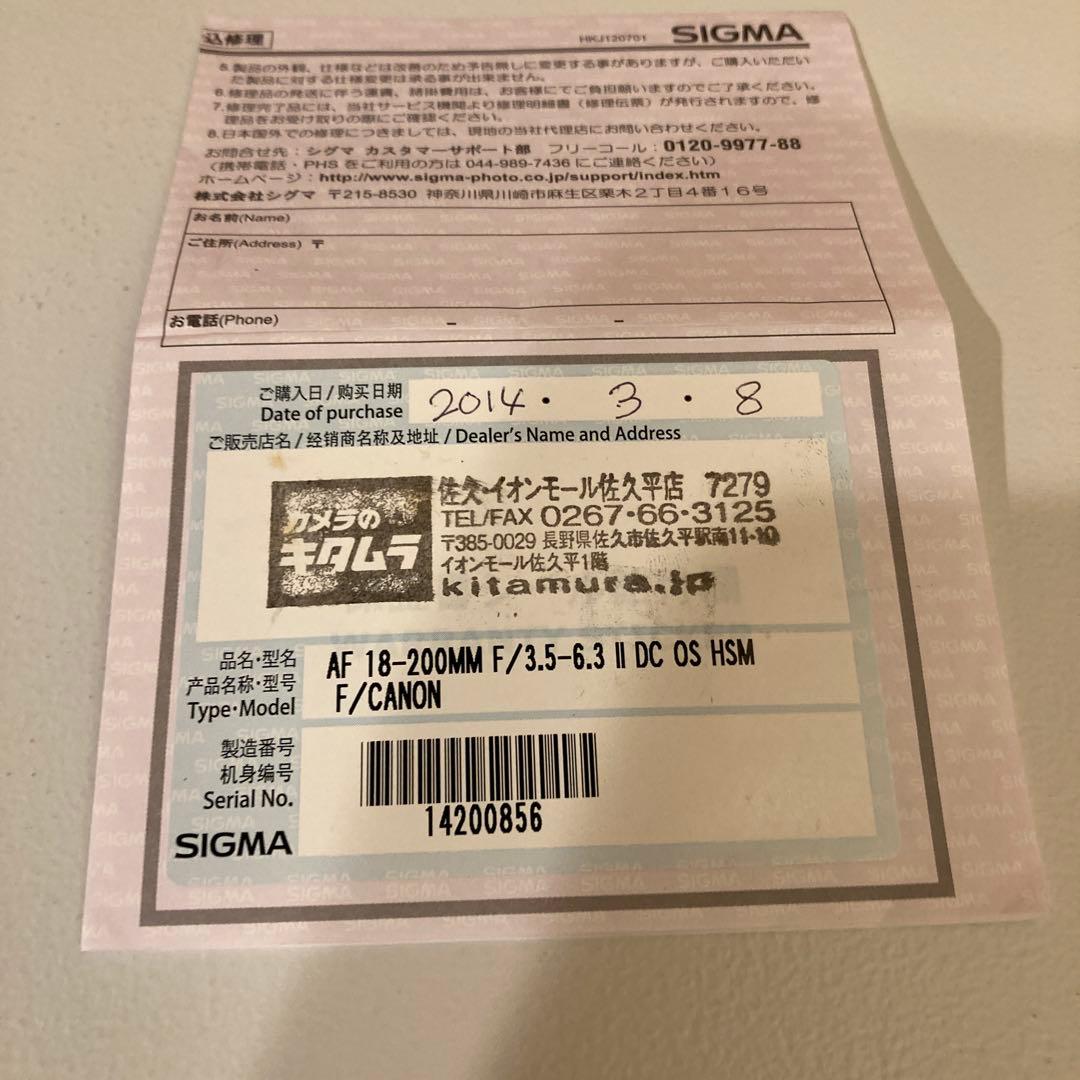 込修理 HKJ120701 SIGMA
5.製品の外観、仕様などは改善のため予告無しに変更する事がありますが、ご購入いただい
た製品に対する仕様変更は承る事が出来ません。
6.修理品の発送に伴う運賃、諸掛費用は、お客様にてご負担願いますのでご了承ください。
7.修理完了品には、当社サービス機関より修理明細書（修理伝票）が発行されますので、修
理品をお受け取りの際にご確認ください。
8.日本国外での修理につきましては、現地の当社代理店にお問い合わせください。
お問合せ先：シグマ カスタマーサポート部 フリーコール：0120-9977-88
（携帯電話・PHS をご利用の方は 044-989-7436 にご連絡ください）
ホームページ：http://www.sigma-photo.co.jp/support/index.htm
株式会社シグマ 〒215-8530 神奈川県川崎市麻生区栗木２丁目４番１６号
お名前(Name)
ご住所(Address) 〒
お電話(Phone) － －
ご購入日 / 购买日期
Date of purchase 2014・3・8
ご販売店名 / 经销商名称及地址 / Dealer's Name and Address
カメラの
キタムラ
佐久・イオンモール佐久平店 7279
TEL/FAX 0267・66・3125
〒385-0029 長野県佐久市佐久平駅南11-10
イオンモール佐久平1階
kitamura.jp
品名・型名
产品名称・型号
Type・Model
AF 18-200MM F/3.5-6.3 Ⅱ DC OS HSM
F/CANON
製造番号
机身编号
Serial No.
14200856
SIGMA